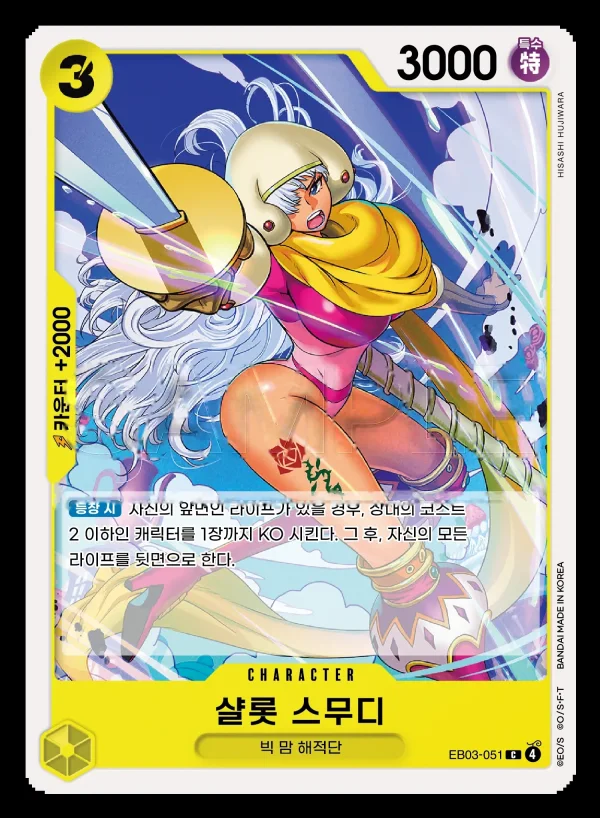 3
3000
특수
特
HISASHI HUJIWARA
카운터 +2000
SAMPLE
등장 시 자신의 앞면인 라이프가 있을 경우, 상대의 코스트
2 이하인 캐릭터를 1장까지 KO 시킨다. 그 후, 자신의 모든
라이프를 뒷면으로 한다.
CHARACTER
샬롯 스무디
빅 맘 해적단
EB03-051 C 4
©EO/S ©O/S·F·T BANDAI MADE IN KOREA